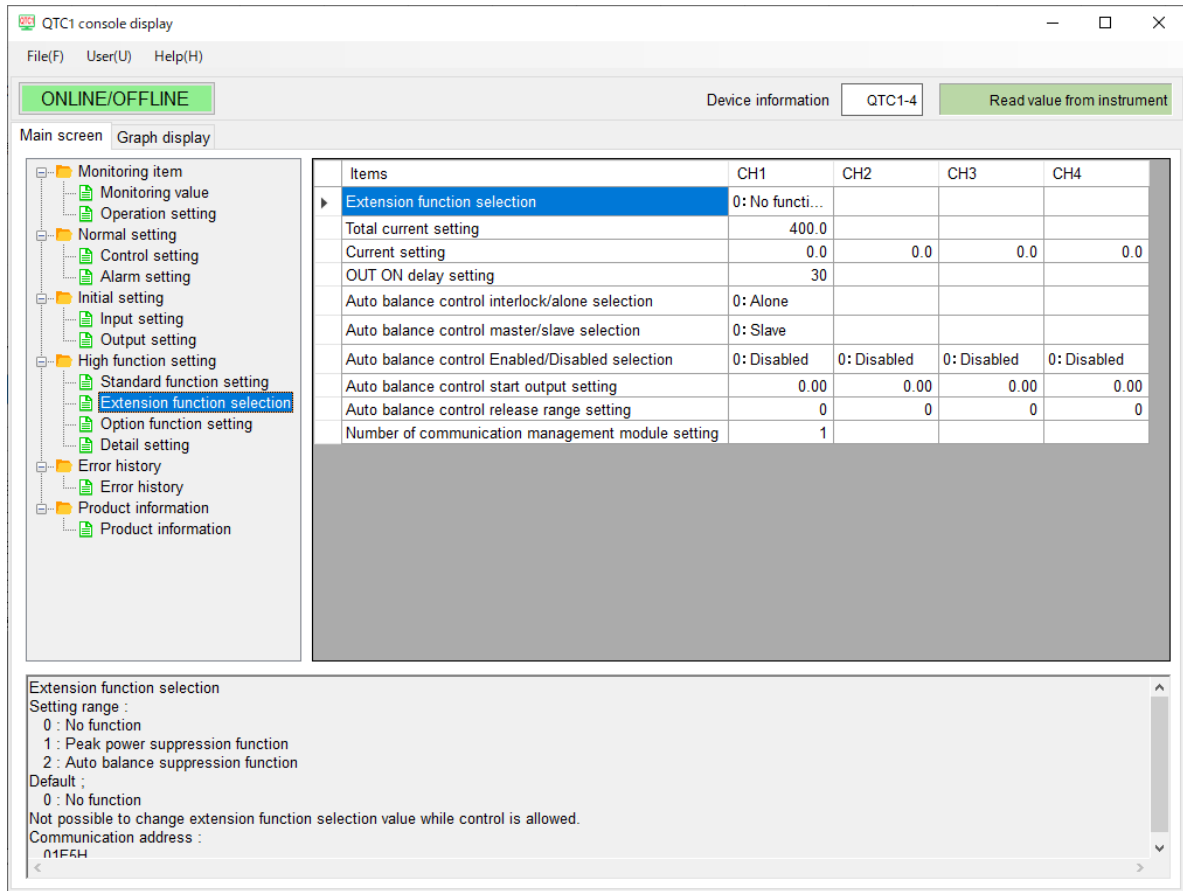 QTC1 console display
File(F) User(U) Help(H)
ONLINE/OFFLINE Device information QTC1-4 Read value from instrument
Main screen Graph display
Monitoring item
Monitoring value
Operation setting
Normal setting
Control setting
Alarm setting
Initial setting
Input setting
Output setting
High function setting
Standard function setting
Extension function selection
Option function setting
Detail setting
Error history
Error history
Product information
Product information
Items CH1 CH2 CH3 CH4
Extension function selection 0: No functi...
Total current setting 400.0
Current setting 0.0 0.0 0.0 0.0
OUT ON delay setting 30
Auto balance control interlock/alone selection 0: Alone
Auto balance control master/slave selection 0: Slave
Auto balance control Enabled/Disabled selection 0: Disabled 0: Disabled 0: Disabled 0: Disabled
Auto balance control start output setting 0.00 0.00 0.00 0.00
Auto balance control release range setting 0 0 0 0
Number of communication management module setting 1
Extension function selection
Setting range :
0 : No function
1 : Peak power suppression function
2 : Auto balance suppression function
Default ;
0 : No function
Not possible to change extension function selection value while control is allowed.
Communication address :
01E5H